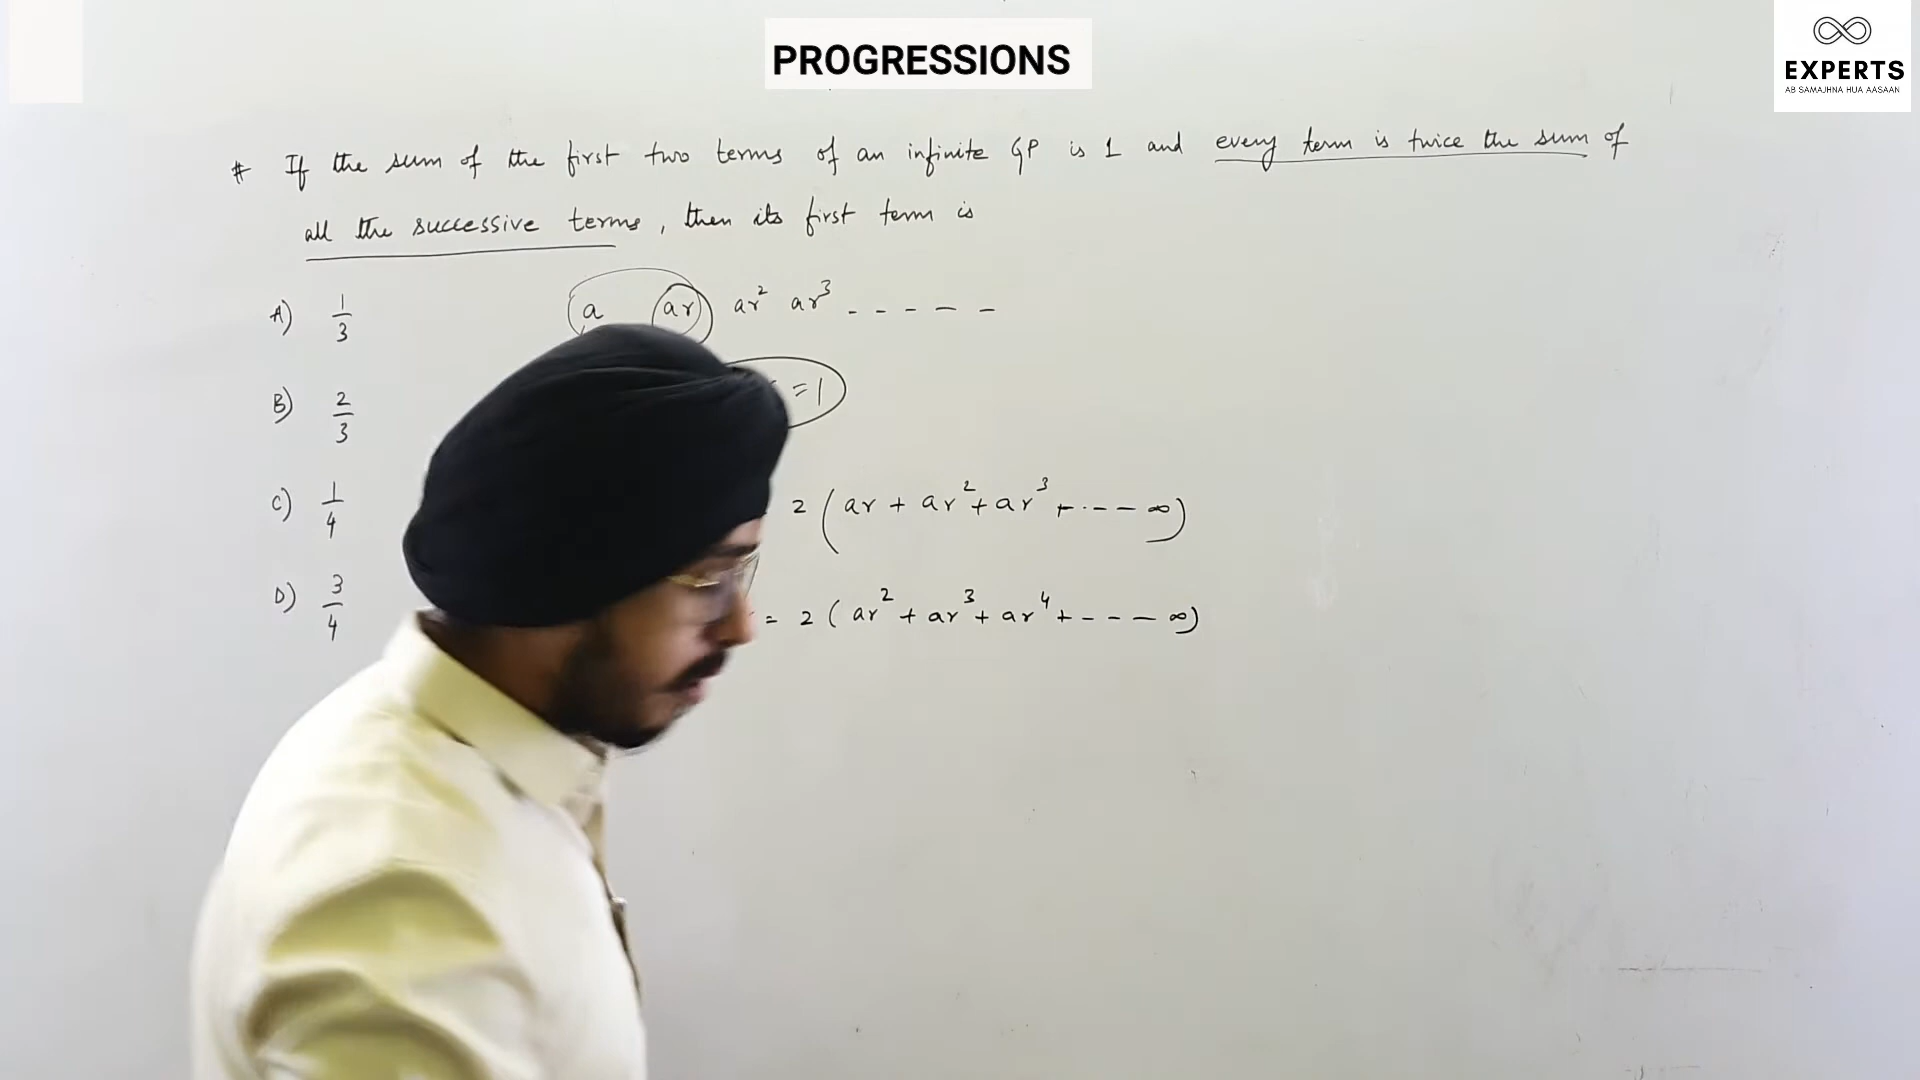 PROGRESSIONS
EXPERTS
AB SAMAJHNA HUA AASAAN
# If the sum of the first two terms of an infinite GP is 1 and every term is twice the sum of
all the successive terms, then its first term is
a ar ar² ar³ - - - - -
A) 1/3
= 1
B) 2/3
C) 1/4
2 (ar + ar² + ar³ + - - - ∞)
D) 3/4
= 2 (ar² + ar³ + ar⁴ + - - - ∞)